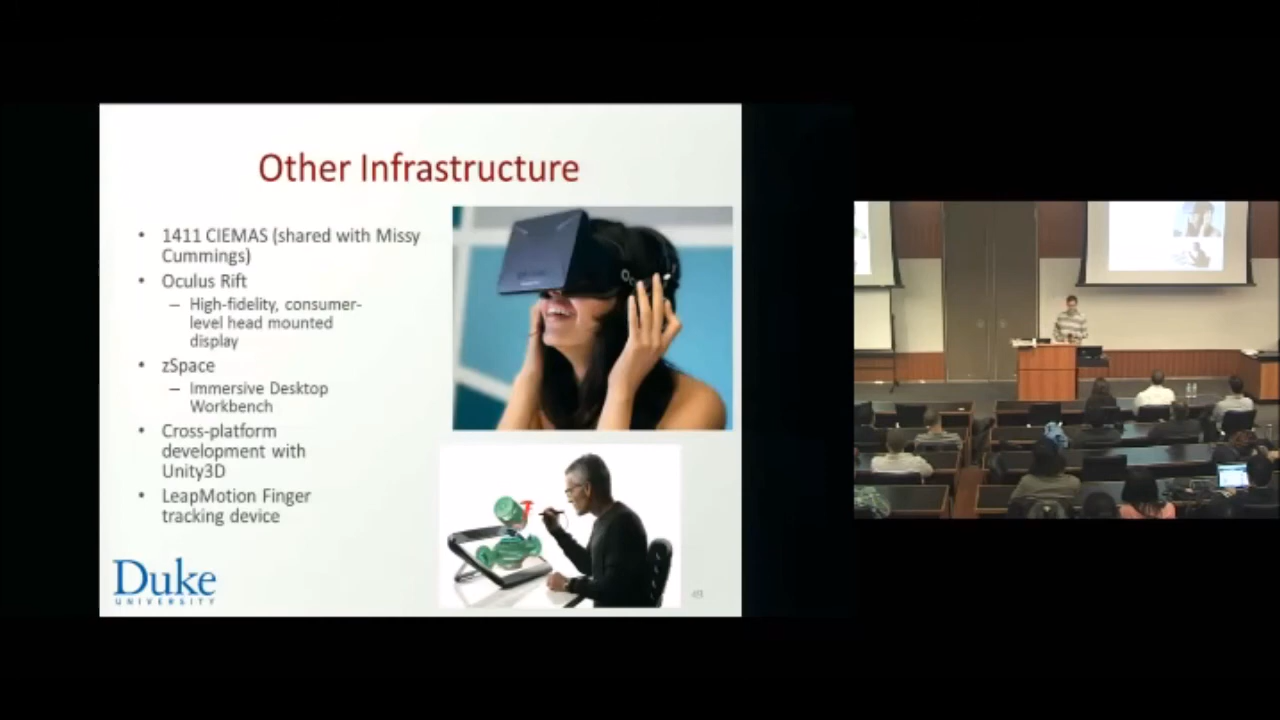 Other Infrastructure
• 1411 CIEMAS (shared with Missy
Cummings)
• Oculus Rift
– High-fidelity, consumer-
level head mounted
display
• zSpace
– Immersive Desktop
Workbench
• Cross-platform
development with
Unity3D
• LeapMotion Finger
tracking device
Duke
UNIVERSITY